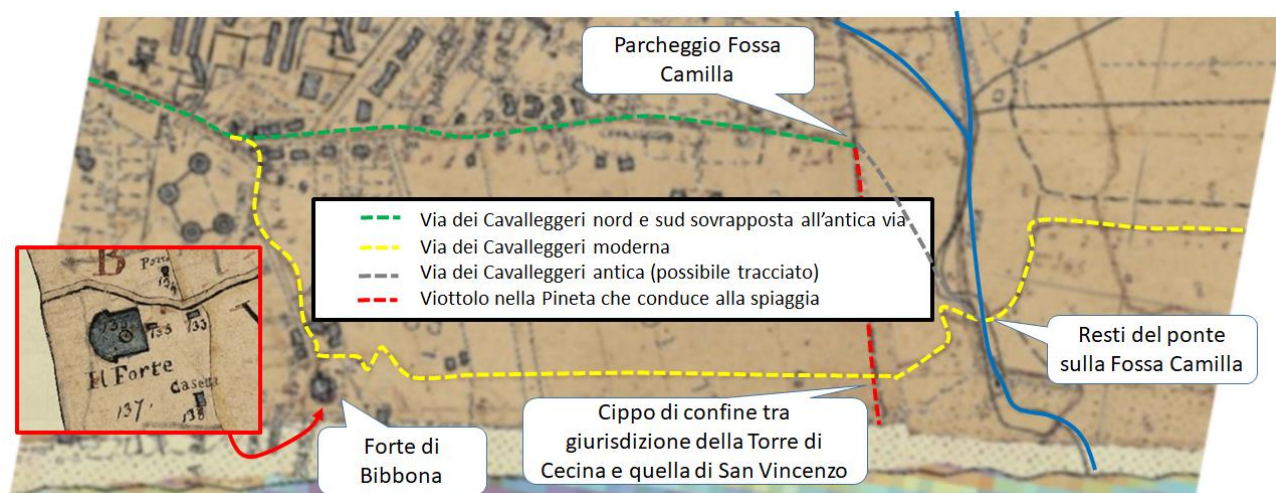 Parcheggio Fossa
Camilla
Via dei Cavalleggeri nord e sud sovrapposta all'antica via
Via dei Cavalleggeri moderna
Via dei Cavalleggeri antica (possibile tracciato)
Viottolo nella Pineta che conduce alla spiaggia
B
133
Il Forte
Casetta
137
138
Resti del ponte
sulla Fossa Camilla
Cippo di confine tra
giurisdizione della Torre di
Cecina e quella di San Vincenzo
Forte di
Bibbona